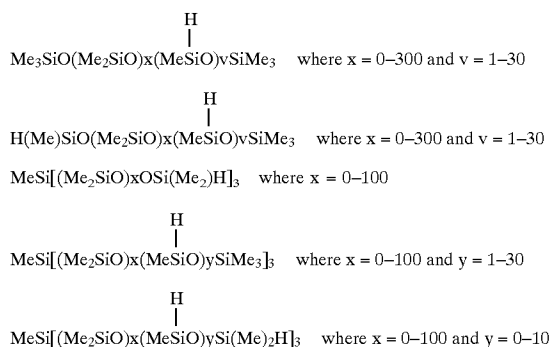 H
Me₃SiO(Me₂SiO)x(MeSiO)vSiMe₃ where x = 0–300 and v = 1–30
H
H(Me)SiO(Me₂SiO)x(MeSiO)vSiMe₃ where x = 0–300 and v = 1–30
MeSi[(Me₂SiO)xOSi(Me₂)H]₃ where x = 0–100
H
MeSi[(Me₂SiO)x(MeSiO)ySiMe₃]₃ where x = 0–100 and y = 1–30
H
MeSi[(Me₂SiO)x(MeSiO)ySi(Me)₂H]₃ where x = 0–100 and y = 0–10